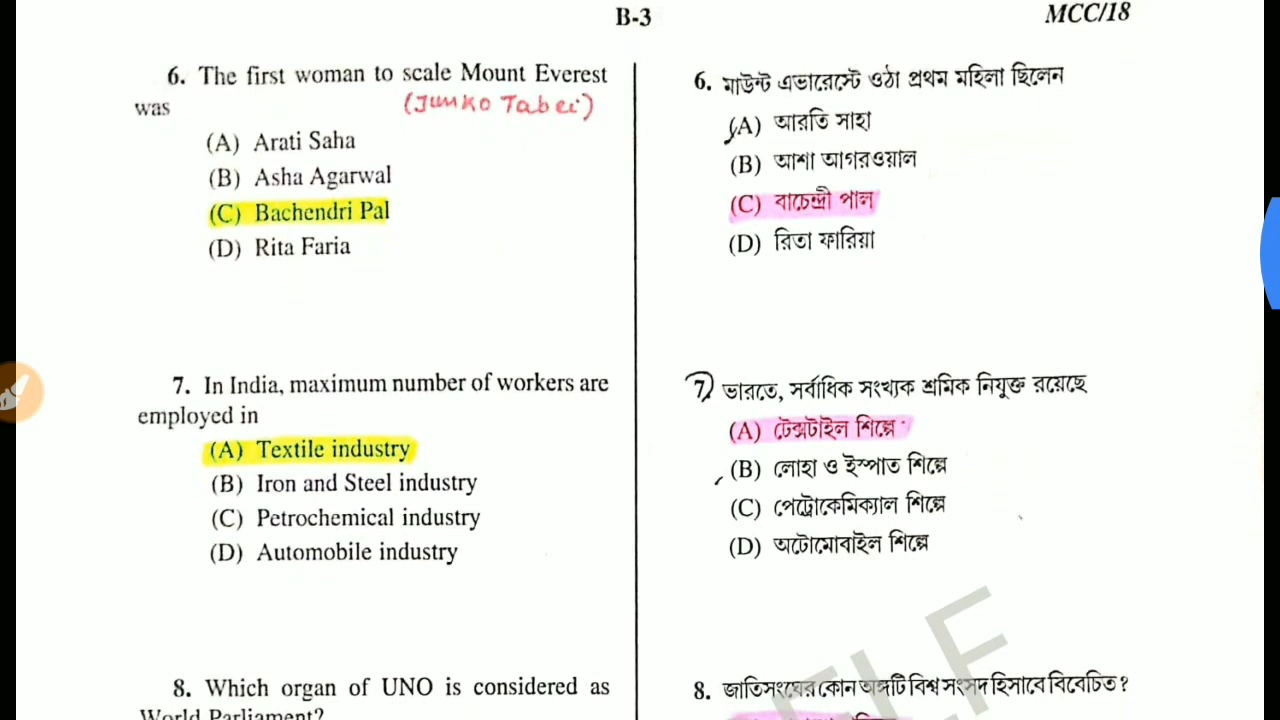 B-3
MCC/18
6. The first woman to scale Mount Everest
was
(Junko Tabei)
(A) Arati Saha
(B) Asha Agarwal
(C) Bachendri Pal
(D) Rita Faria
7. In India, maximum number of workers are
employed in
(A) Textile industry
(B) Iron and Steel industry
(C) Petrochemical industry
(D) Automobile industry
8. Which organ of UNO is considered as
World Parliament?
6. মাউন্ট এভারেস্টে ওঠা প্রথম মহিলা ছিলেন
(A) আরতি সাহা
(B) আশা আগরওয়াল
(C) বাচেন্দ্রী পাল
(D) রিতা ফারিয়া
7. ভারতে, সর্বাধিক সংখ্যক শ্রমিক নিযুক্ত রয়েছে
(A) টেক্সটাইল শিল্পে
(B) লোহা ও ইস্পাত শিল্পে
(C) পেট্রোকেমিক্যাল শিল্পে
(D) অটোমোবাইল শিল্পে
8. জাতিসংঘের কোন অঙ্গটি বিশ্ব সংসদ হিসাবে বিবেচিত?